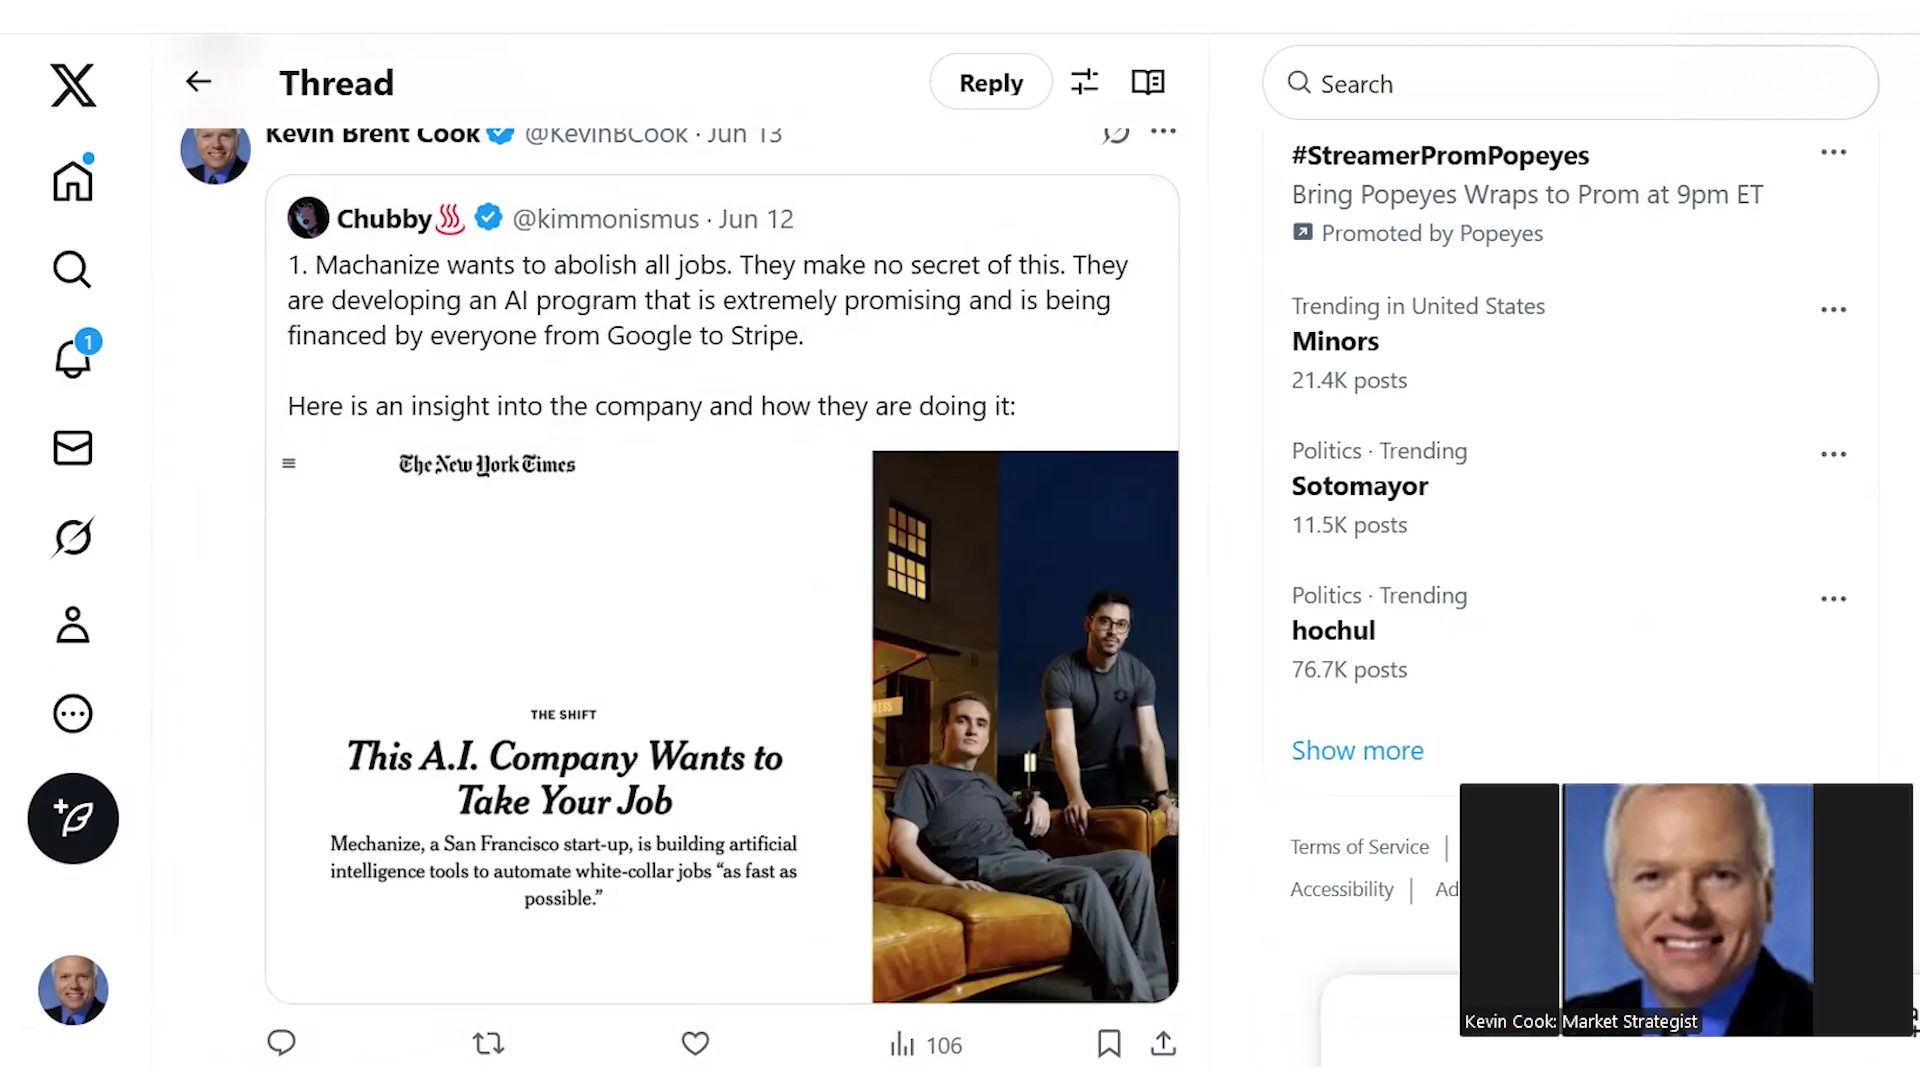 Thread
Reply
Search
Kevin Brent Cook @KevinBCook · Jun 13
Chubby @kimmonismus · Jun 12
1. Machanize wants to abolish all jobs. They make no secret of this. They
are developing an AI program that is extremely promising and is being
financed by everyone from Google to Stripe.
Here is an insight into the company and how they are doing it:
The New York Times
THE SHIFT
This A.I. Company Wants to
Take Your Job
Mechanize, a San Francisco start-up, is building artificial
intelligence tools to automate white-collar jobs “as fast as
possible.”
106
1
#StreamerPromPopeyes
Bring Popeyes Wraps to Prom at 9pm ET
Promoted by Popeyes
Trending in United States
Minors
21.4K posts
Politics · Trending
Sotomayor
11.5K posts
Politics · Trending
hochul
76.7K posts
Show more
Terms of Service |
Accessibility | Ad
Kevin Cook: Market Strategist